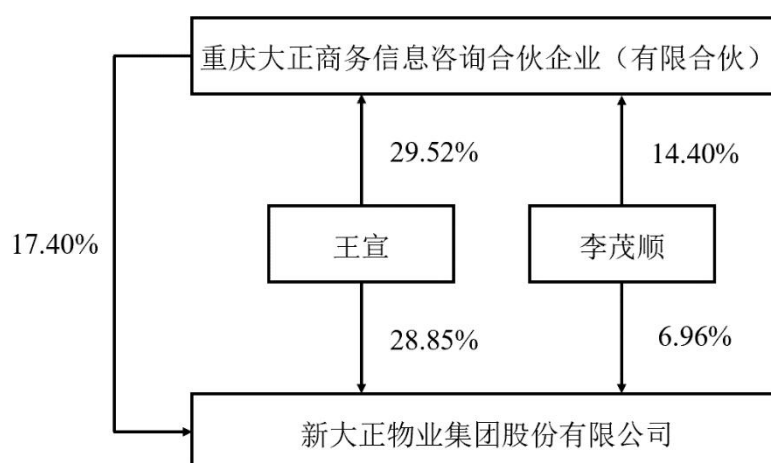 重庆大正商务信息咨询合伙企业（有限合伙）
29.52%
14.40%
17.40%
王宣
李茂顺
28.85%
6.96%
新大正物业集团股份有限公司